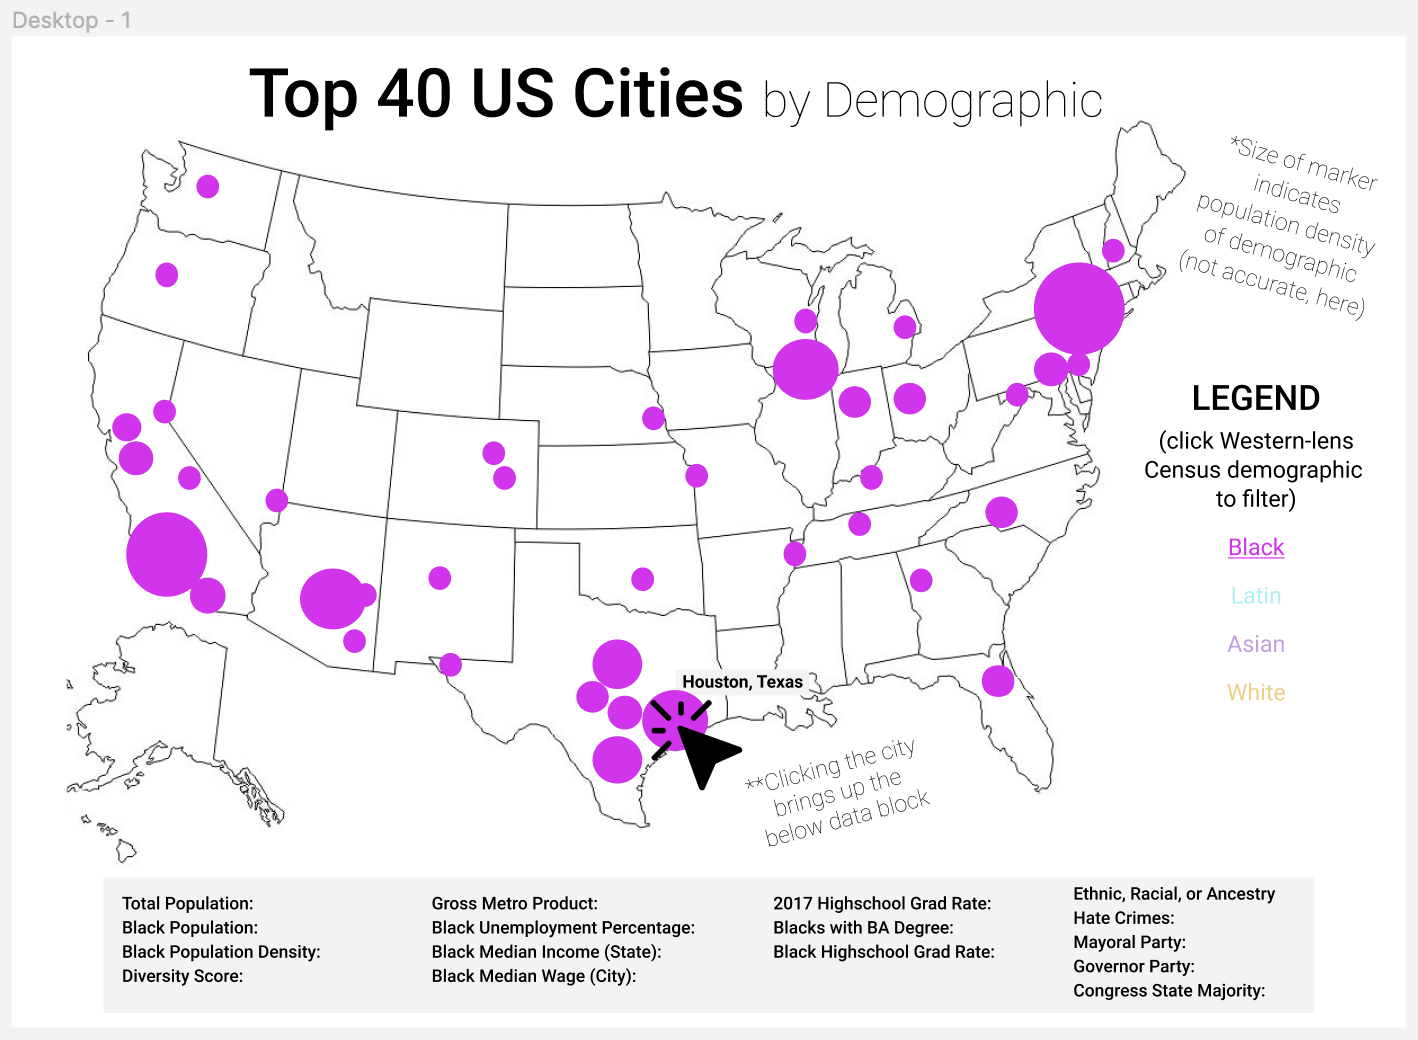 Desktop - 1
Top 40 US Cities by Demographic
*Size of marker
indicates
population density
of demographic
(not accurate, here)
LEGEND
(click Western-lens
Census demographic
to filter)
Black
Latin
Asian
White
Houston, Texas
**Clicking the city
brings up the
below data block
Total Population:
Black Population:
Black Population Density:
Diversity Score:
Gross Metro Product:
Black Unemployment Percentage:
Black Median Income (State):
Black Median Wage (City):
2017 Highschool Grad Rate:
Blacks with BA Degree:
Black Highschool Grad Rate:
Ethnic, Racial, or Ancestry
Hate Crimes:
Mayoral Party:
Governor Party:
Congress State Majority: